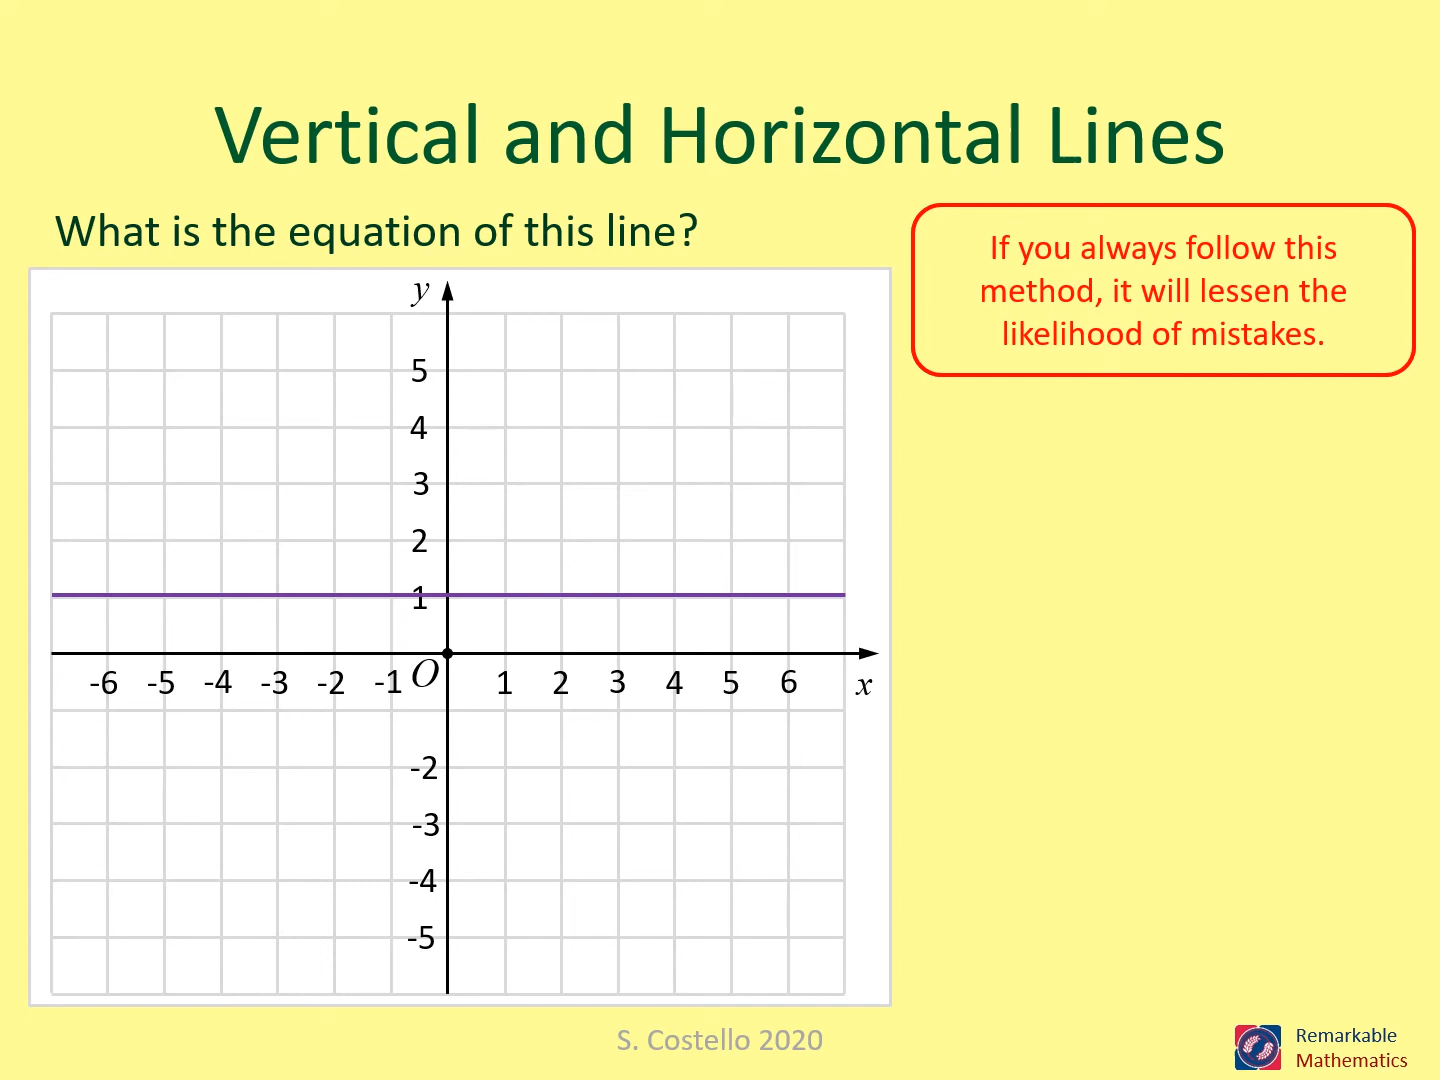 Vertical and Horizontal Lines
What is the equation of this line?
If you always follow this
method, it will lessen the
likelihood of mistakes.
y
5
4
3
2
1
-6 -5 -4 -3 -2 -1 O 1 2 3 4 5 6 x
-2
-3
-4
-5
S. Costello 2020
Remarkable
Mathematics